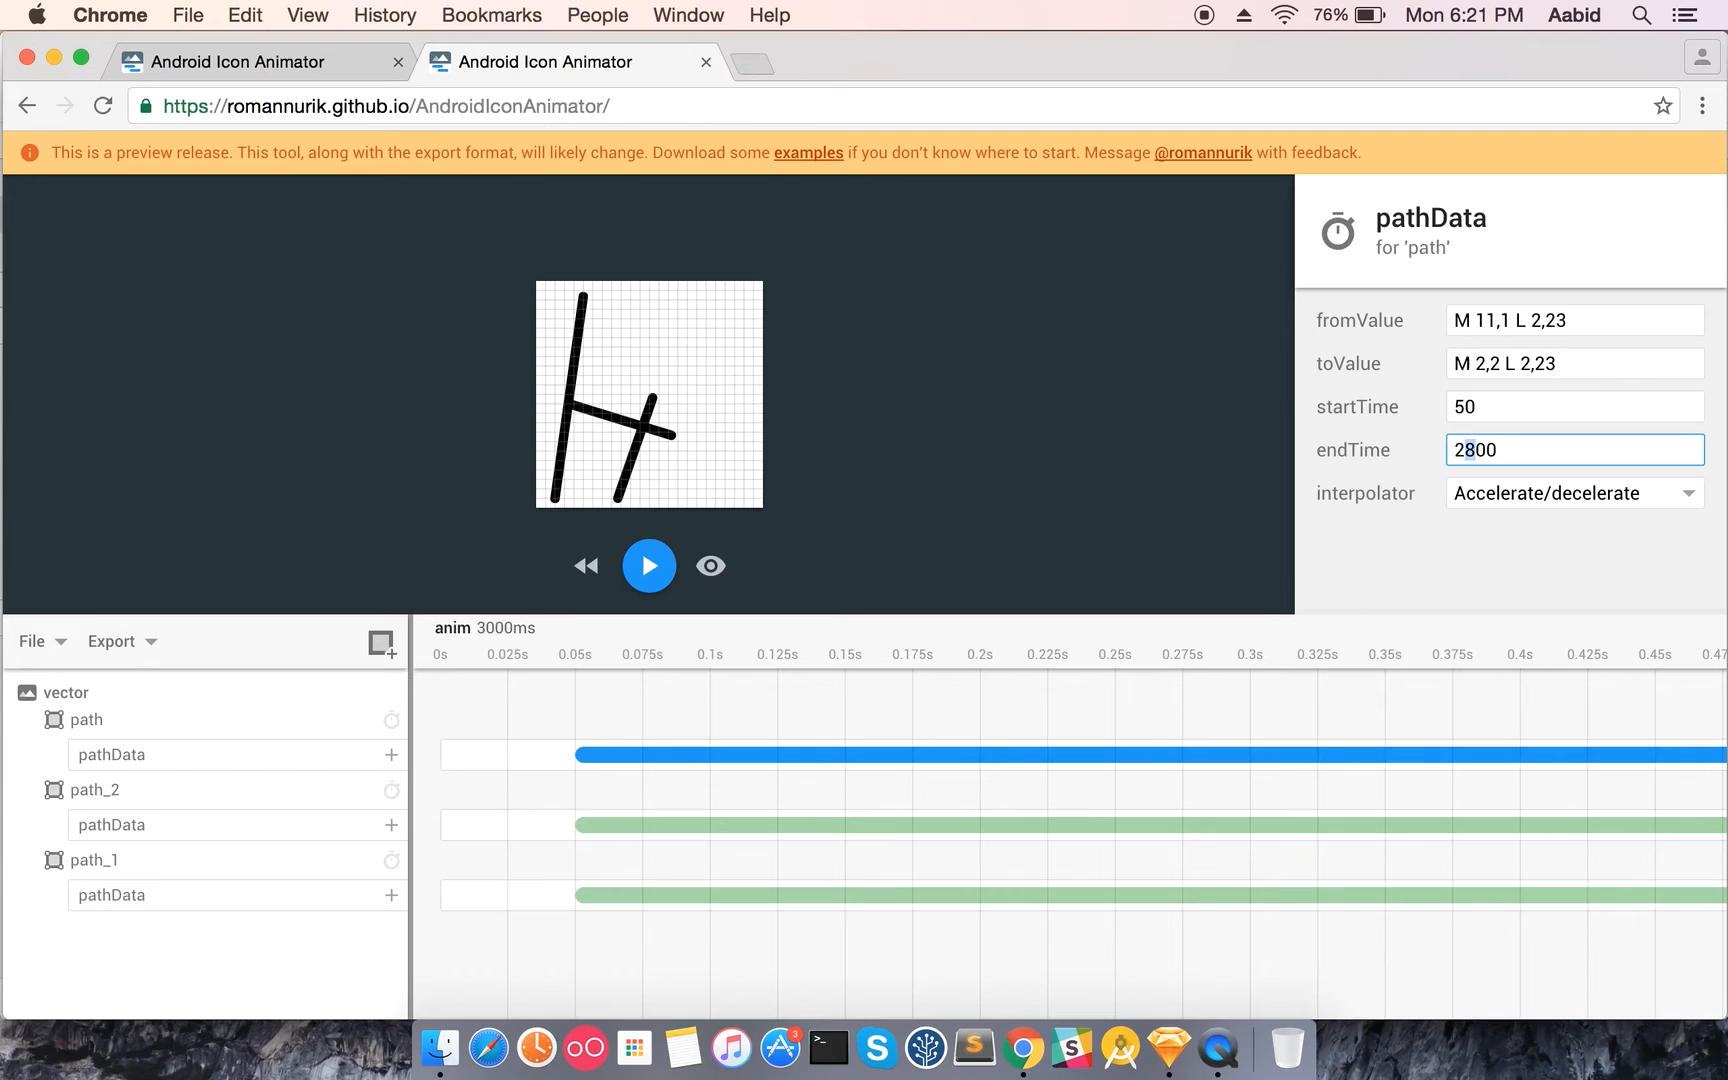 Chrome File Edit View History Bookmarks People Window Help 76% Mon 6:21 PM Aabid
Android Icon Animator Android Icon Animator
https://romannurik.github.io/AndroidIconAnimator/
This is a preview release. This tool, along with the export format, will likely change. Download some examples if you don't know where to start. Message @romannurik with feedback.
pathData
for 'path'
fromValue M 11,1 L 2,23
toValue M 2,2 L 2,23
startTime 50
endTime 2800
interpolator Accelerate/decelerate
File Export
anim 3000ms
0s 0.025s 0.05s 0.075s 0.1s 0.125s 0.15s 0.175s 0.2s 0.225s 0.25s 0.275s 0.3s 0.325s 0.35s 0.375s 0.4s 0.425s 0.45s 0.47
vector
path
pathData
path_2
pathData
path_1
pathData
3